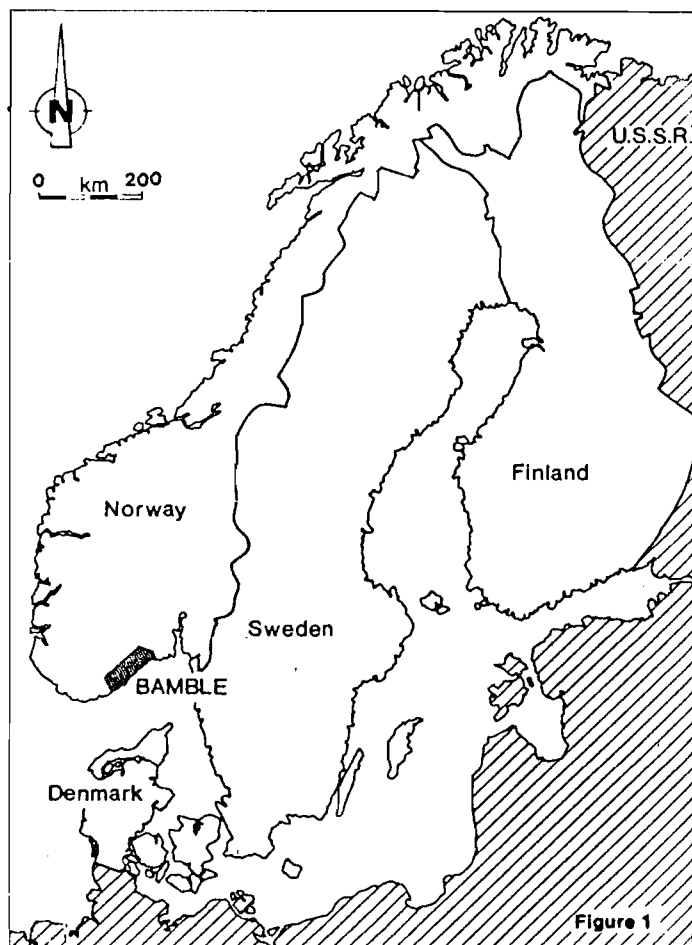 N
0 km 200
U.S.S.R.
Finland
Norway
Sweden
BAMBLE
Denmark
Figure 1